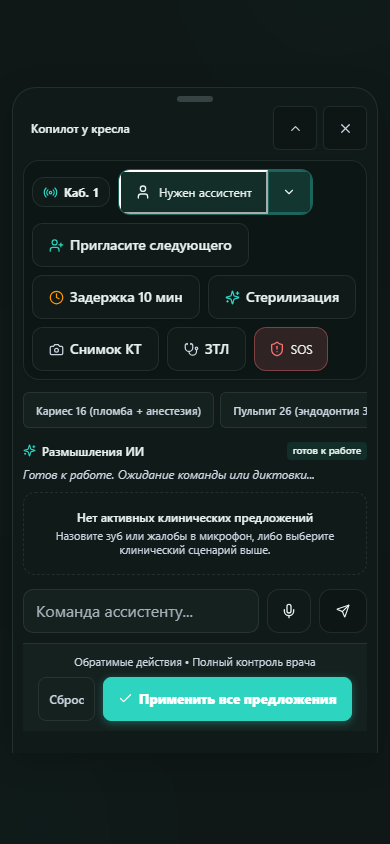 Копилот у кресла
Каб. 1
Нужен ассистент
Пригласите следующего
Задержка 10 мин
Стерилизация
Снимок КТ
ЗТЛ
SOS
Кариес 16 (пломба + анестезия)
Пульпит 26 (эндодонтия 3
Размышления ИИ
готов к работе
Готов к работе. Ожидание команды или диктовки...
Нет активных клинических предложений
Назовите зуб или жалобы в микрофон, либо выберите
клинический сценарий выше.
Команда ассистенту...
Обратимые действия • Полный контроль врача
Сброс
Применить все предложения